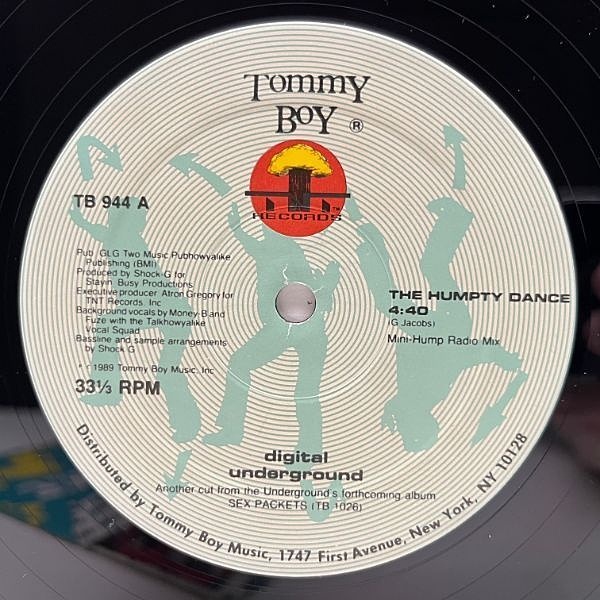 TOMMY
BOY ®
TNT ™
RECORDS
TB 944 A
Pub. GLG Two Music Pubhowyalike
Publishing (BMI)
Produced by Shock-G for
Stayin Busy Productions
Executive producer Atron Gregory for
TNT Records, Inc
Background vocals by Money-B and
Fuze with the Talkhowyalike
Vocal Squad
Bassline and sample arrangements
by Shock G
1989 Tommy Boy Music, Inc
33⅓ RPM
THE HUMPTY DANCE
4:40
(G Jacobs)
Mini-Hump Radio Mix
digital
underground
Another cut from the Underground's forthcoming album
SEX PACKETS (TB 1026)
Distributed by Tommy Boy Music, 1747 First Avenue, New York, NY 10128